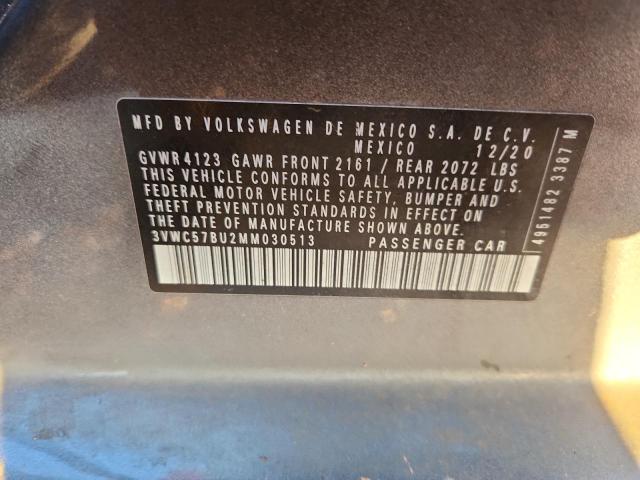 MFD BY VOLKSWAGEN DE MEXICO S.A. DE C.V.
MEXICO 12/20
GVWR 4123 GAWR FRONT 2161 / REAR 2072 LBS
THIS VEHICLE CONFORMS TO ALL APPLICABLE U.S.
FEDERAL MOTOR VEHICLE SAFETY, BUMPER AND
THEFT PREVENTION STANDARDS IN EFFECT ON
THE DATE OF MANUFACTURE SHOWN ABOVE.
3VWC57BU2MM030513 PASSENGER CAR
4951482 3387 M